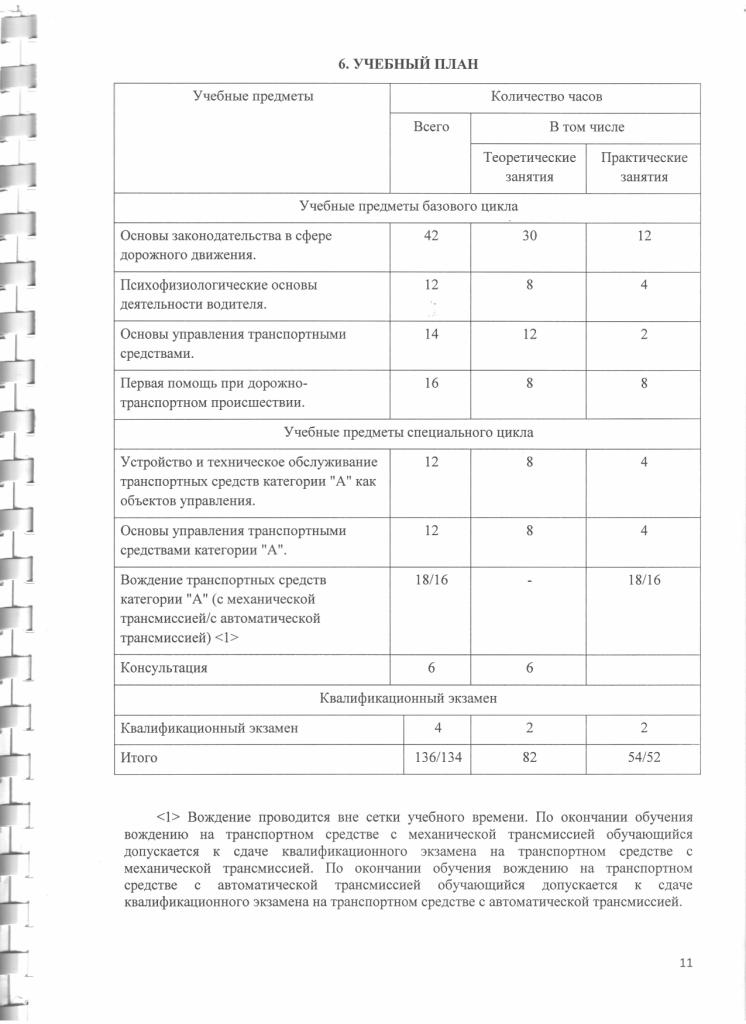 6. УЧЕБНЫЙ ПЛАН
Учебные предметы
Количество часов
Всего
В том числе
Теоретические
занятия
Практические
занятия
Учебные предметы базового цикла
Основы законодательства в сфере
дорожного движения.
42
30
12
Психофизиологические основы
деятельности водителя.
12
8
4
Основы управления транспортными
средствами.
14
12
2
Первая помощь при дорожно-
транспортном происшествии.
16
8
8
Учебные предметы специального цикла
Устройство и техническое обслуживание
транспортных средств категории "А" как
объектов управления.
12
8
4
Основы управления транспортными
средствами категории "А".
12
8
4
Вождение транспортных средств
категории "А" (с механической
трансмиссией/с автоматической
трансмиссией) <1>
18/16
-
18/16
Консультация
6
6
Квалификационный экзамен
Квалификационный экзамен
4
2
2
Итого
136/134
82
54/52
<1> Вождение проводится вне сетки учебного времени. По окончании обучения
вождению на транспортном средстве с механической трансмиссией обучающийся
допускается к сдаче квалификационного экзамена на транспортном средстве с
механической трансмиссией. По окончании обучения вождению на транспортном
средстве с автоматической трансмиссией обучающийся допускается к сдаче
квалификационного экзамена на транспортном средстве с автоматической трансмиссией.
11